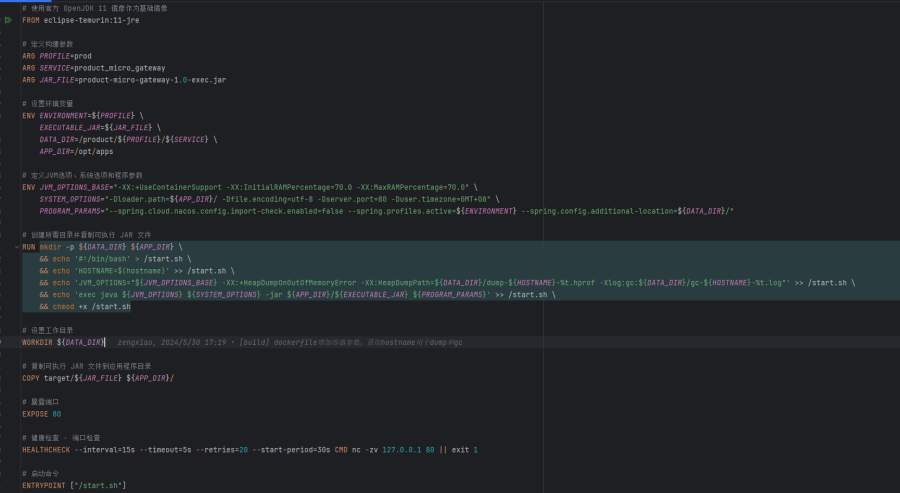 # 使用官方 OpenJDK 11 镜像作为基础镜像
FROM eclipse-temurin:11-jre
# 定义构建参数
ARG PROFILE=prod
ARG SERVICE=product_micro_gateway
ARG JAR_FILE=product-micro-gateway-1.0-exec.jar
# 设置环境变量
ENV ENVIRONMENT=${PROFILE} \
EXECUTABLE_JAR=${JAR_FILE} \
DATA_DIR=/product/${PROFILE}/${SERVICE} \
APP_DIR=/opt/apps
# 定义JVM选项，系统选项和程序参数
ENV JVM_OPTIONS_BASE="-XX:+UseContainerSupport -XX:InitialRAMPercentage=70.0 -XX:MaxRAMPercentage=70.0" \
SYSTEM_OPTIONS="-Dloader.path=${APP_DIR}/ -Dfile.encoding=utf-8 -Dserver.port=80 -Duser.timezone=GMT+08" \
PROGRAM_PARAMS="--spring.cloud.nacos.config.import-check.enabled=false --spring.profiles.active=${ENVIRONMENT} --spring.config.additional-location=${DATA_DIR}/"
# 创建所需目录并复制可执行 JAR 文件
RUN mkdir -p ${DATA_DIR} ${APP_DIR} \
&& echo '#!/bin/bash' > /start.sh \
&& echo 'HOSTNAME=$(hostname)' >> /start.sh \
&& echo 'JVM_OPTIONS="${JVM_OPTIONS_BASE} -XX:+HeapDumpOnOutOfMemoryError -XX:HeapDumpPath=${DATA_DIR}/dump-${HOSTNAME}-%t.hprof -Xlog:gc:${DATA_DIR}/gc-${HOSTNAME}-%t.log"' >> /start.sh \
&& echo 'exec java ${JVM_OPTIONS} ${SYSTEM_OPTIONS} -jar ${APP_DIR}/${EXECUTABLE_JAR} ${PROGRAM_PARAMS}' >> /start.sh \
&& chmod +x /start.sh
# 设置工作目录
WORKDIR ${DATA_DIR} zengxiao, 2024/5/30 17:19 • [build] dockerfile增加容器参数，获取hostname用于dump和gc
# 复制可执行 JAR 文件到应用程序目录
COPY target/${JAR_FILE} ${APP_DIR}/
# 暴露端口
EXPOSE 80
# 健康检查 - 端口检查
HEALTHCHECK --interval=15s --timeout=5s --retries=20 --start-period=30s CMD nc -zv 127.0.0.1 80 || exit 1
# 启动命令
ENTRYPOINT ["/start.sh"]